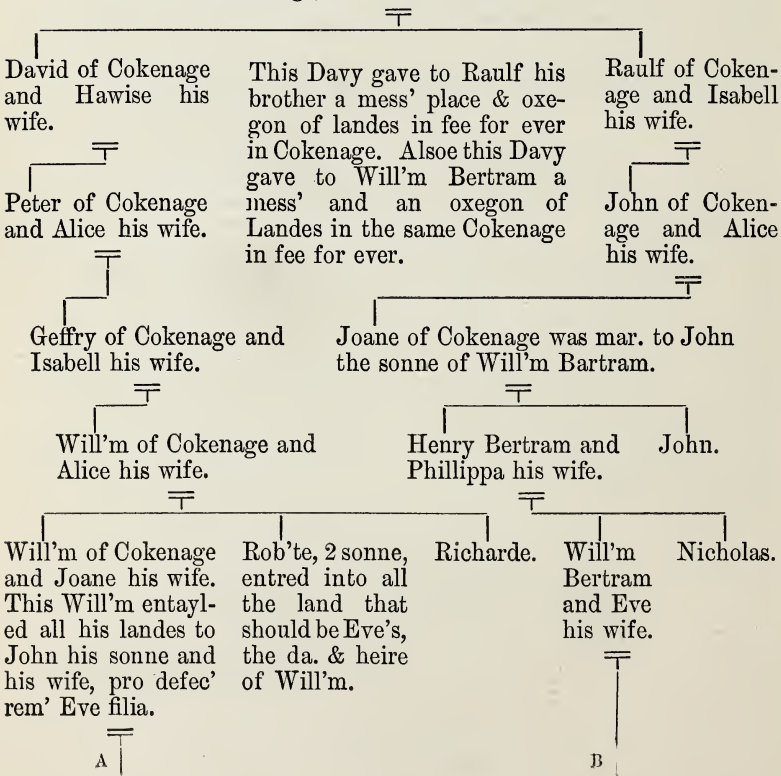 David of Cokenage
and Hawise his
wife.
This Davy gave to Raulf his
brother a mess' place & oxe-
gon of landes in fee for ever
in Cokenage. Alsoe this Davy
gave to Will'm Bertram a
mess' and an oxegon of
Landes in the same Cokenage
in fee for ever.
Raulf of Coken-
age and Isabell
his wife.
Peter of Cokenage
and Alice his wife.
John of Coken-
age and Alice
his wife.
Geffry of Cokenage and
Isabell his wife.
Joane of Cokenage was mar. to John
the sonne of Will'm Bartram.
Will'm of Cokenage and
Alice his wife.
Henry Bertram and
Phillippa his wife.
John.
Will'm of Cokenage
and Joane his wife.
This Will'm entayl-
ed all his landes to
John his sonne and
his wife, pro defec'
rem' Eve filia.
Rob'te, 2 sonne,
entred into all
the land that
should be Eve's,
the da. & heire
of Will'm.
Richarde.
Will'm
Bertram
and Eve
his wife.
Nicholas.
A
B